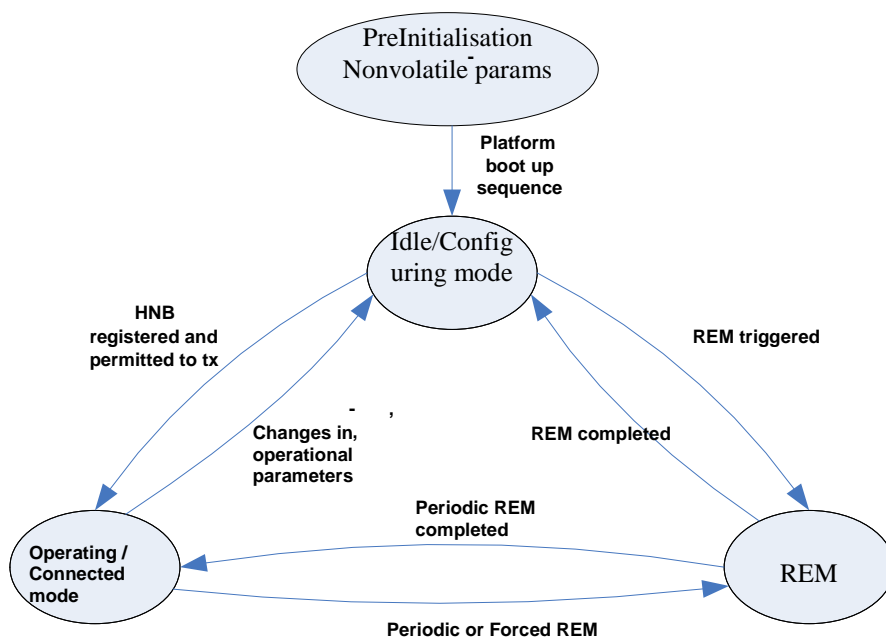 PreInitialisation
Nonvolatile-params
Platform
boot up
sequence
Idle/Config
uring mode
HNB
registered and
permitted to tx
REM triggered
- ,
Changes in,
operational
parameters
REM completed
Periodic REM
completed
Operating /
Connected
mode
REM
Periodic or Forced REM